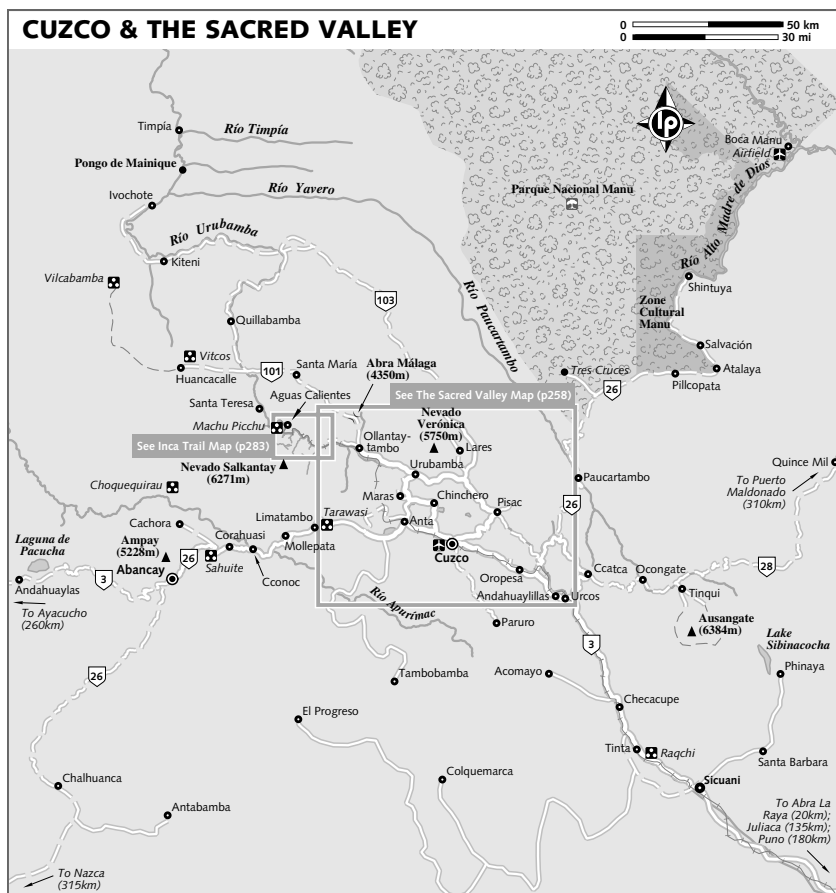 CUZCO & THE SACRED VALLEY
0 50 km
0 30 mi
lp
Timpía
Río Timpía
Boca Manu
Airfield
Pongo de Mainique
Río Yavero
Parque Nacional Manu
Ivochote
Río Alto Madre de Dios
Río Urubamba
Kiteni
Vilcabamba
Río Paucartambo
Shintuya
103
Zone
Cultural
Manu
Quillabamba
Salvación
Vitcos
Huancacalle
101
Santa María
Abra Málaga
(4350m)
Tres Cruces
26
Pillcopata
Atalaya
Aguas Calientes
See The Sacred Valley Map (p258)
Santa Teresa
Machu Picchu
Nevado
Verónica
(5750m)
See Inca Trail Map (p283)
Ollantay-
tambo
Lares
Nevado Salkantay
(6271m)
Urubamba
Quince Mil
Choquequirau
Paucartambo
To Puerto
Maldonado
(310km)
Maras
Chinchero
Pisac
26
Limatambo
Tarawasi
Cachora
Corahuasi
Anta
Laguna de
Pacucha
Ampay
(5228m)
26
Sahuite
Mollepata
Cuzco
Abancay
Cconoc
28
3
Andahuaylas
Oropesa
Ccatca
Ocongate
Andahuaylillas
Urcos
Tinqui
To Ayacucho
(260km)
Río Apurímac
Paruro
Ausangate
(6384m)
3
Lake
Sibinacocha
26
Tambobamba
Acomayo
Phinaya
El Progreso
Checacupe
Tinta
Raqchi
Santa Barbara
Chalhuanca
Colquemarca
Sicuani
Antabamba
To Abra La
Raya (20km);
Juliaca (135km);
Puno (180km)
To Nazca
(315km)